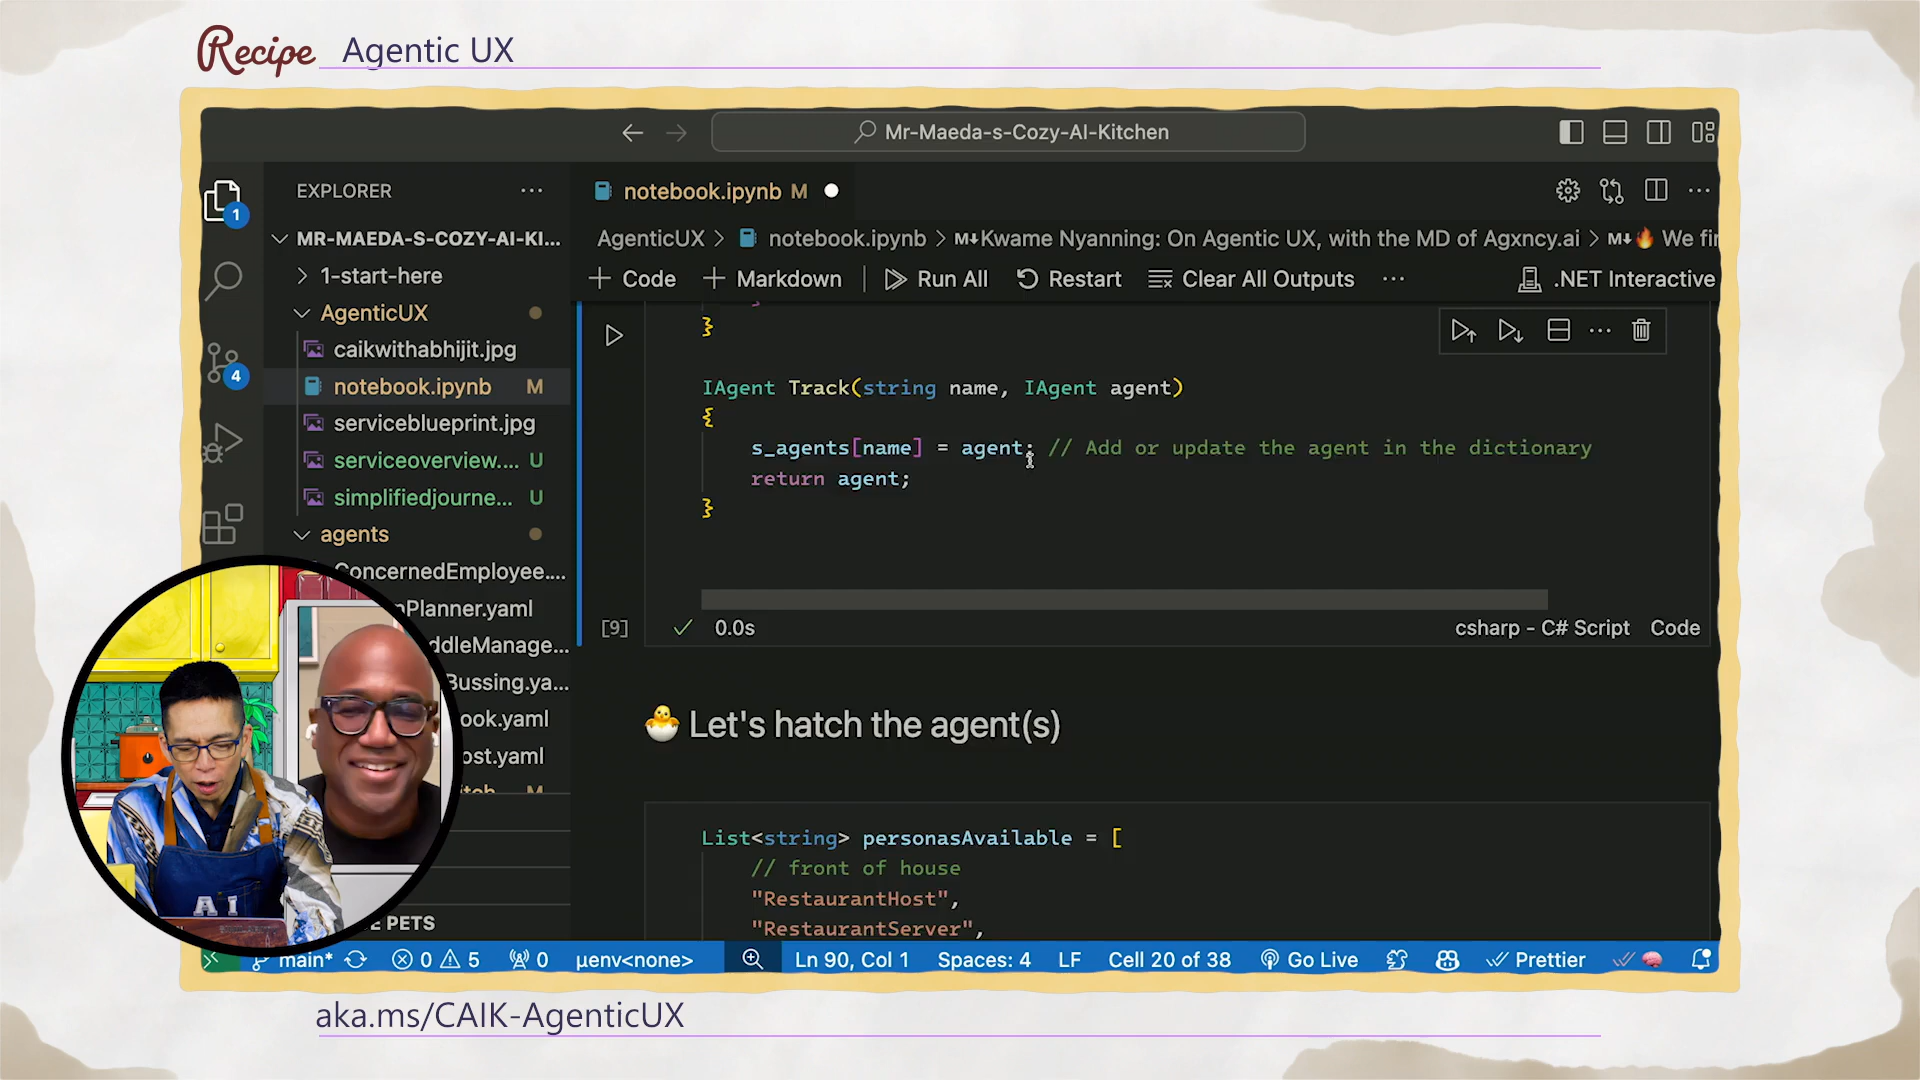 Recipe Agentic UX
Mr-Maeda-s-Cozy-AI-Kitchen
EXPLORER
notebook.ipynb M
1
MR-MAEDA-S-COZY-AI-KI...
AgenticUX > notebook.ipynb > M↓Kwame Nyanning: On Agentic UX, with the MD of Agxncy.ai > M↓🔥 We fir
1-start-here
+ Code + Markdown | Run All Restart Clear All Outputs ... .NET Interactive
AgenticUX
caikwithabhijit.jpg
notebook.ipynb M
serviceblueprint.jpg
serviceoverview.... U
simplifiedjourne... U
4
agents
ConcernedEmployee....
nPlanner.yaml
ddleManage...
Bussing.ya...
ook.yaml
ost.yaml
}
}
IAgent Track(string name, IAgent agent)
{
s_agents[name] = agent; // Add or update the agent in the dictionary
return agent;
}
[9] ✓ 0.0s csharp - C# Script Code
🐣 Let's hatch the agent(s)
List<string> personasAvailable = [
// front of house
"RestaurantHost",
"RestaurantServer",
AI
PETS
main* 0 5 0 µenv<none> Ln 90, Col 1 Spaces: 4 LF Cell 20 of 38 Go Live Prettier
aka.ms/CAIK-AgenticUX